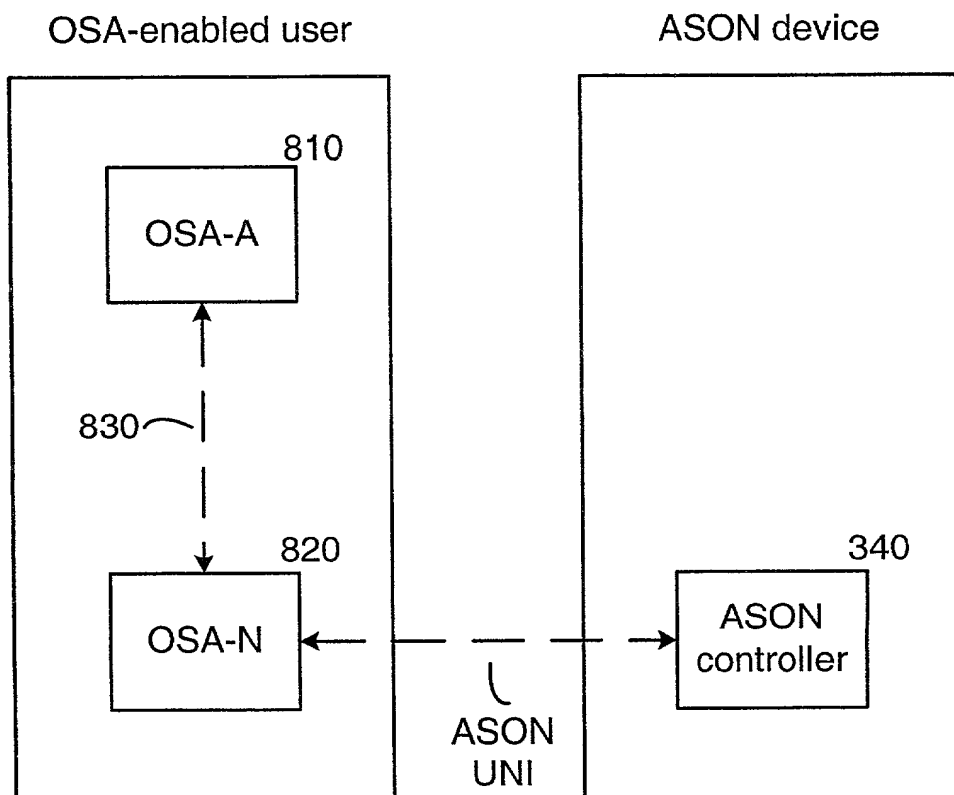 OSA-enabled user
ASON device
810
OSA-A
830
820
OSA-N
340
ASON
controller
ASON
UNI